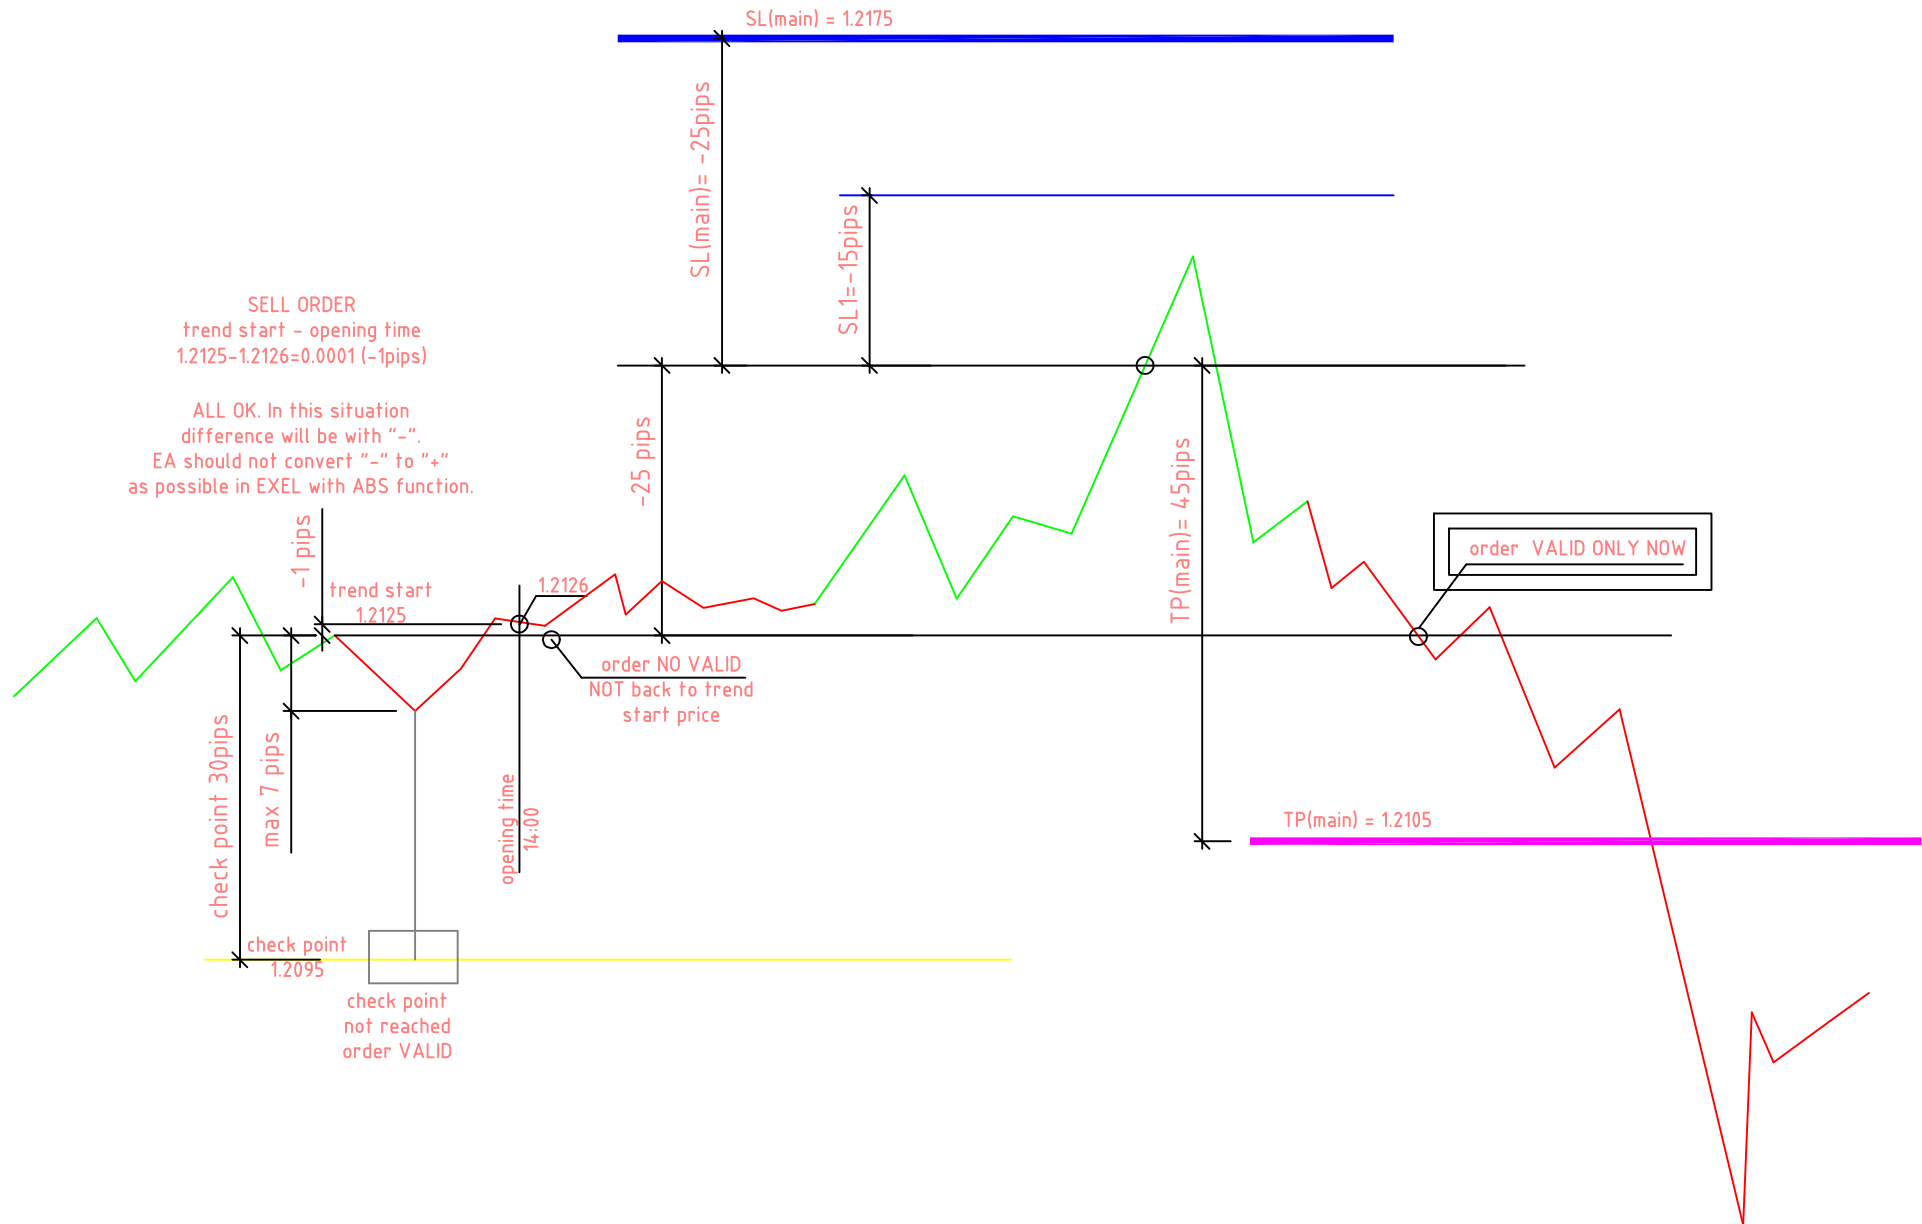 SL(main) = 1.2175
SL(main)= -25pips
SL1=-15pips
SELL ORDER
trend start - opening time
1.2125-1.2126=0.0001 (-1pips)
ALL OK. In this situation
difference will be with "-".
EA should not convert "-" to "+"
as possible in EXEL with ABS function.
-1 pips
trend start
1.2125
1.2126
-25 pips
TP(main)= 45pips
order VALID ONLY NOW
order NO VALID
NOT back to trend
start price
check point 30pips
max 7 pips
opening time
14:00
TP(main) = 1.2105
check point
1.2095
check point
not reached
order VALID